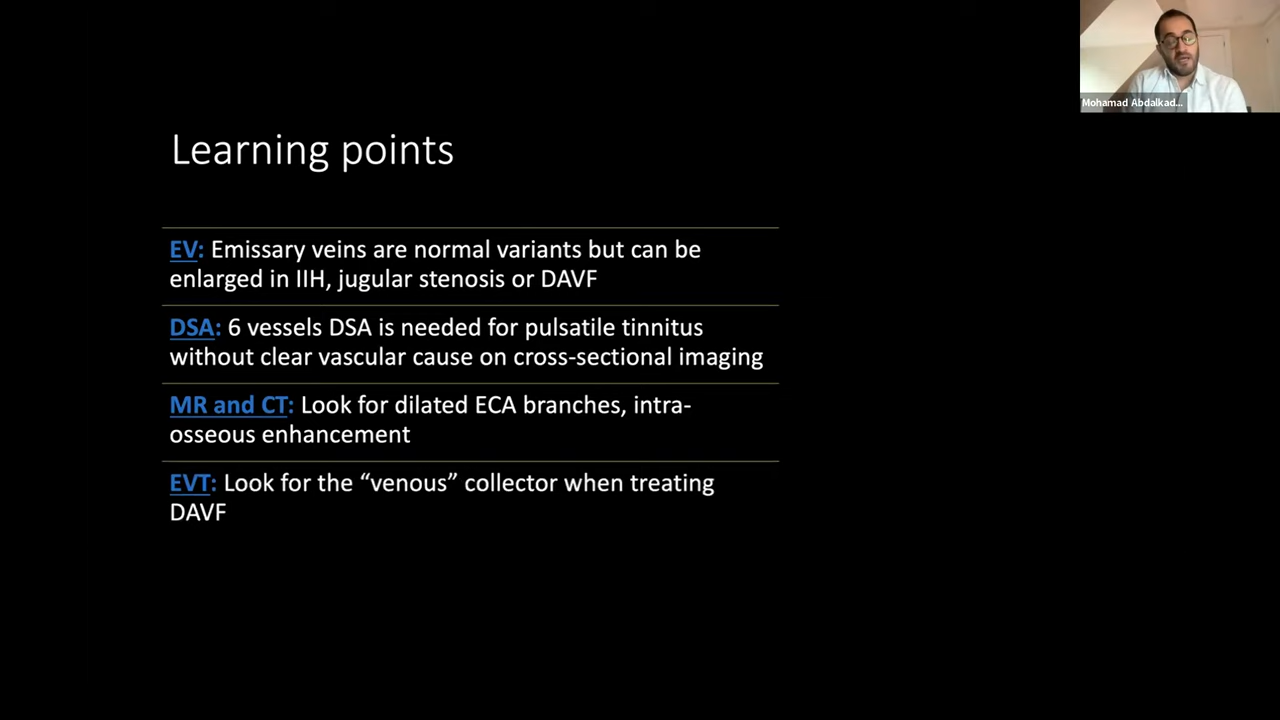 Mohamad Abdalkad...
Learning points
EV: Emissary veins are normal variants but can be
enlarged in IIH, jugular stenosis or DAVF
DSA: 6 vessels DSA is needed for pulsatile tinnitus
without clear vascular cause on cross-sectional imaging
MR and CT: Look for dilated ECA branches, intra-
osseous enhancement
EVT: Look for the “venous” collector when treating
DAVF